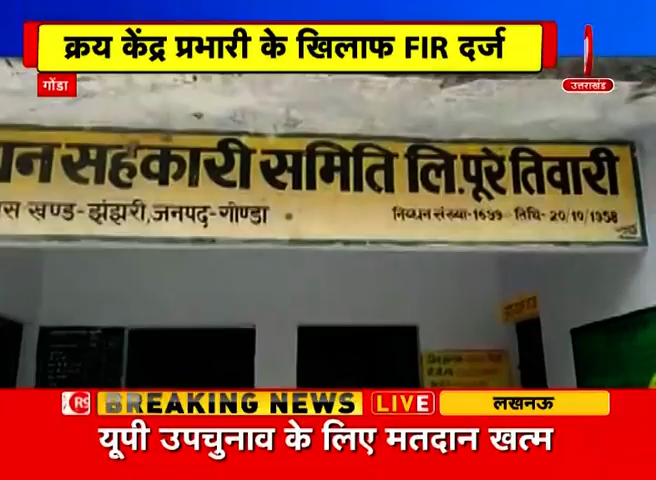 क्रय केंद्र प्रभारी के खिलाफ FIR दर्ज
गोंडा
उत्तराखंड
सहकारी समिति लि. पूरे तिवारी
खण्ड-झंझरी, जनपद-गोण्डा
निबन्धन संख्या-1699 तिथि-20/10/1958
BREAKING NEWS LIVE लखनऊ
यूपी उपचुनाव के लिए मतदान खत्म